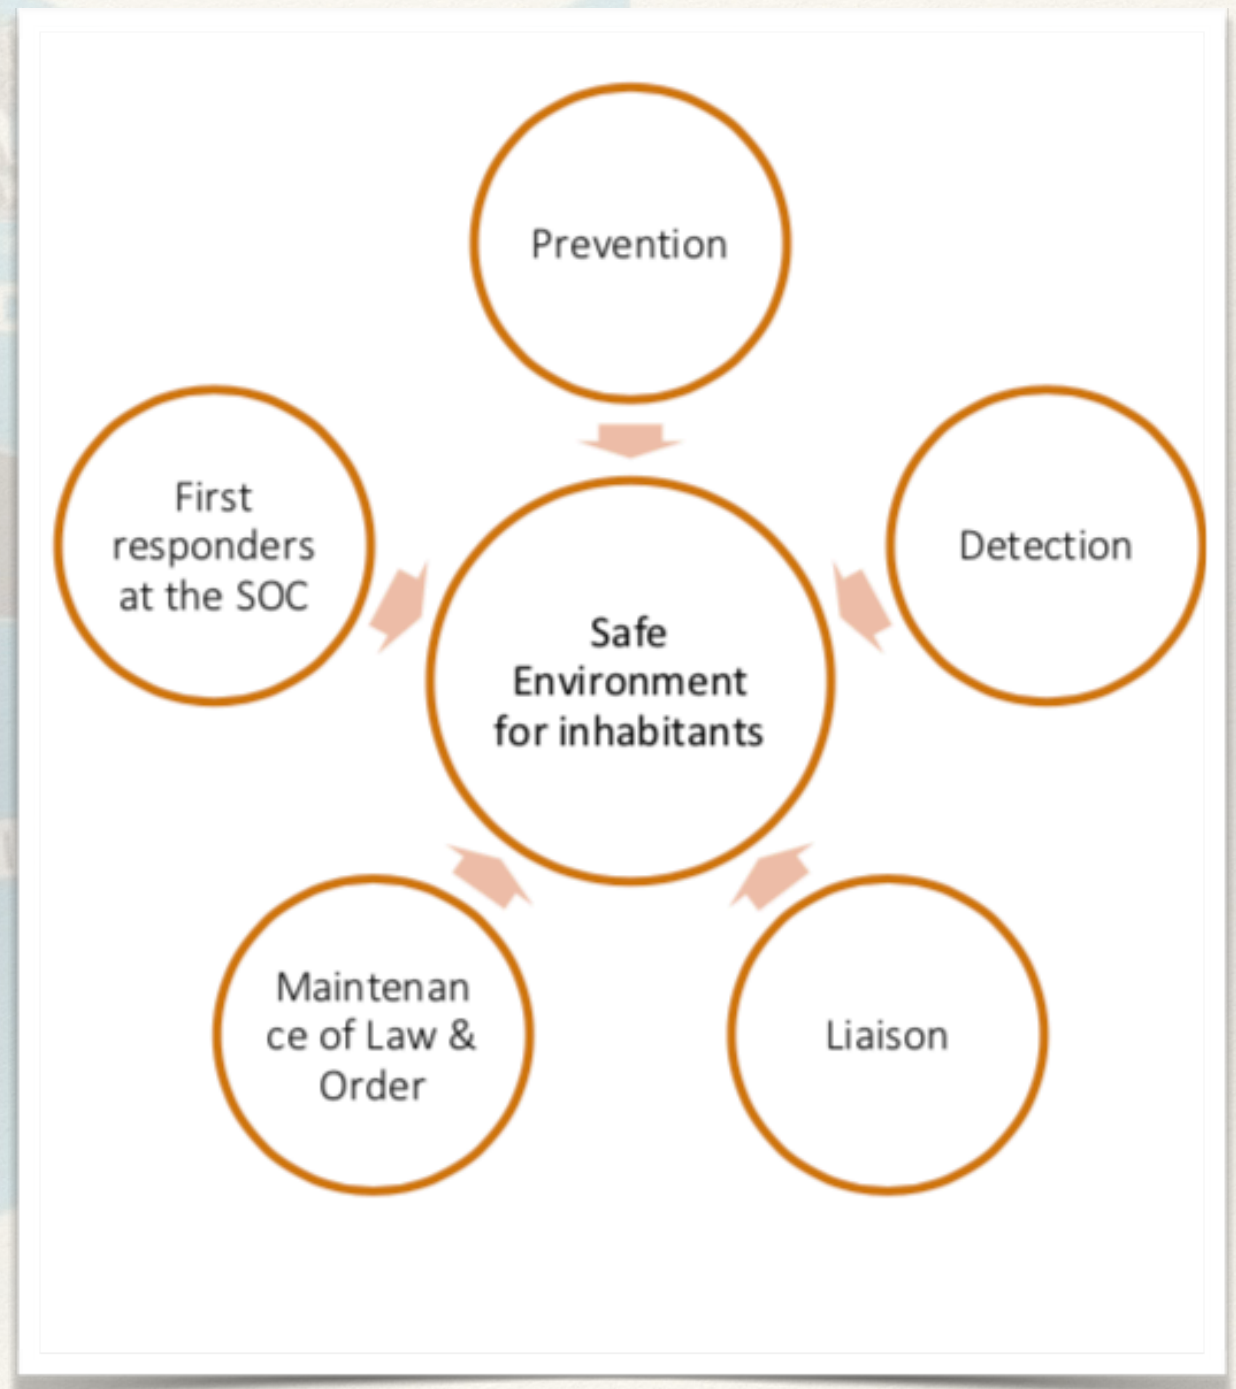 Prevention
First
responders
at the SOC
Detection
Safe
Environment
for inhabitants
Maintenan
ce of Law &
Order
Liaison